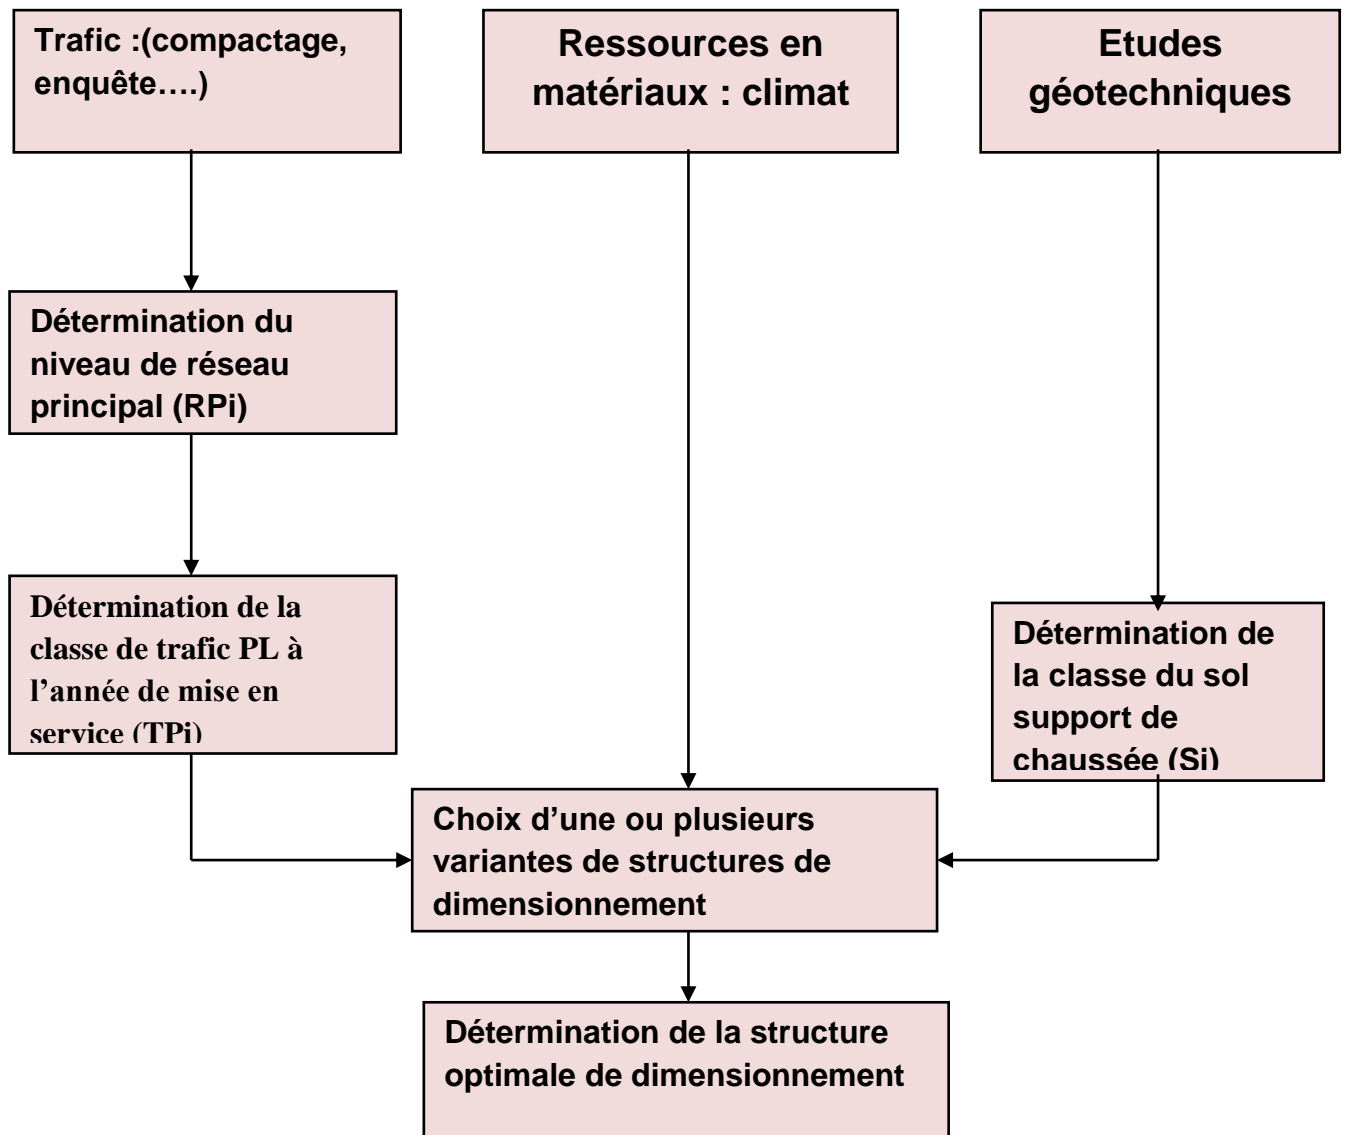 Trafic :(compactage,
enquête….)
Ressources en
matériaux : climat
Etudes
géotechniques
Détermination du
niveau de réseau
principal (RPi)
Détermination de la
classe de trafic PL à
l’année de mise en
service (TPi)
Détermination de
la classe du sol
support de
chaussée (Si)
Choix d’une ou plusieurs
variantes de structures de
dimensionnement
Détermination de la structure
optimale de dimensionnement